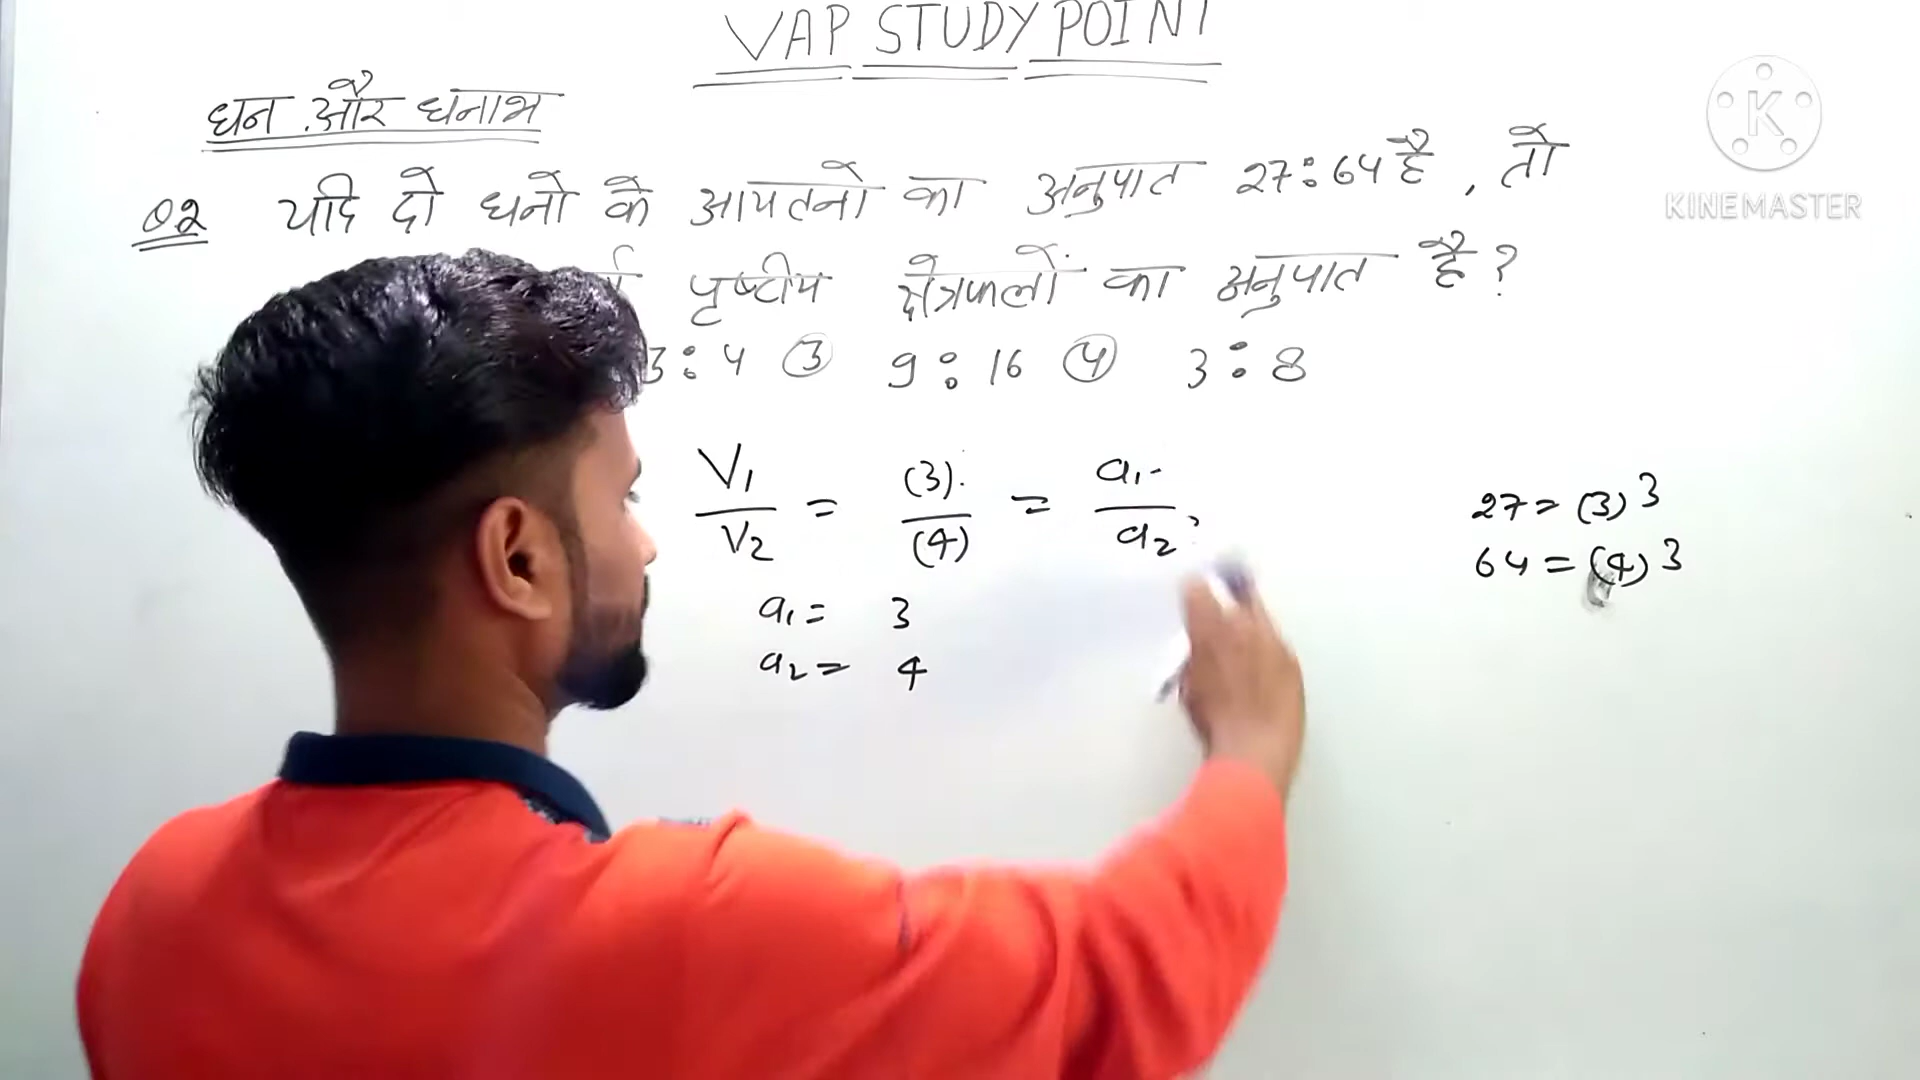 VAP STUDY POINT
घन और घनाभ
KINEMASTER
Q2 यदि दो घनो के आयतनो का अनुपात 27:64 है, तो
पृष्टीय क्षेत्रफलों का अनुपात है?
3:4 ③ 9:16 ④ 3:8
V1/V2 = (3)/(4) = a1/a2
a1= 3
a2= 4
27= (3)3
64=(4)3